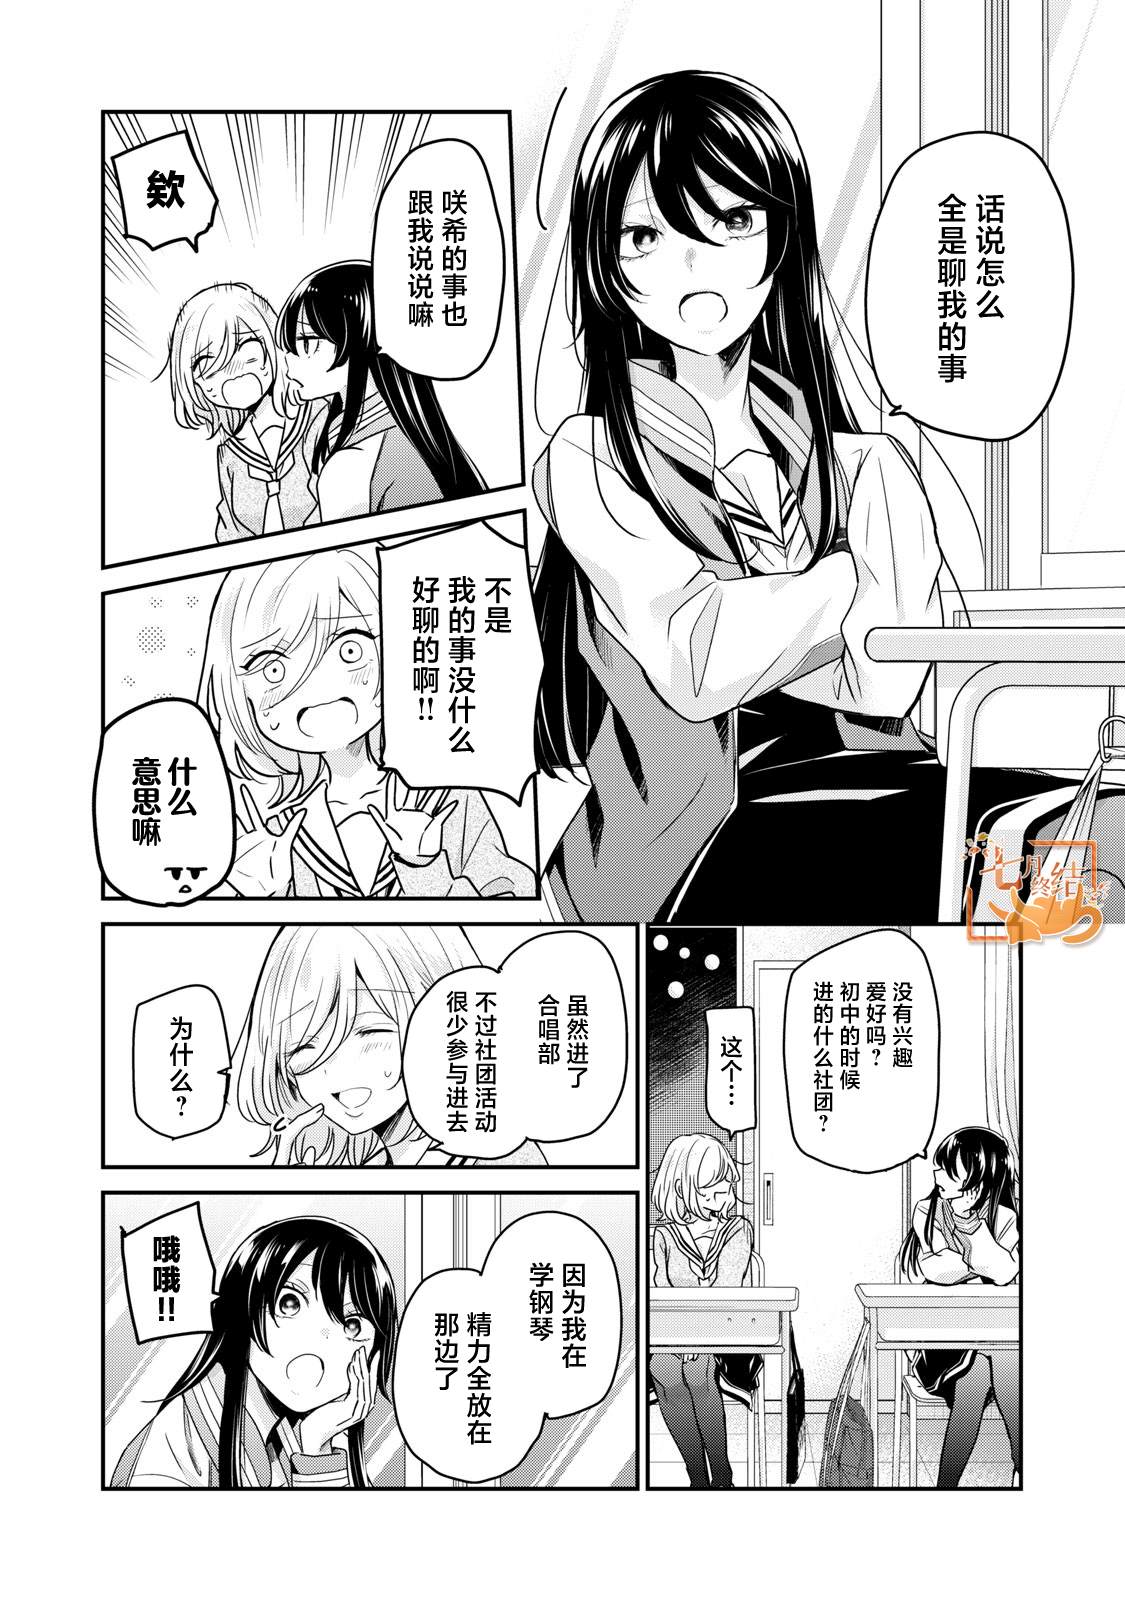 话说怎么
全是聊我的事
咲希的事也
跟我说说嘛
欸
不是
我的事没什么
好聊的啊!!
什么
意思嘛
没有兴趣
爱好吗?
初中的时候
进的什么社团?
这个…
虽然进了
合唱部
不过社团活动
很少参与进去
为什么?
因为我在
学钢琴
精力全放在
那边了
哦
哦!!
七月
终结